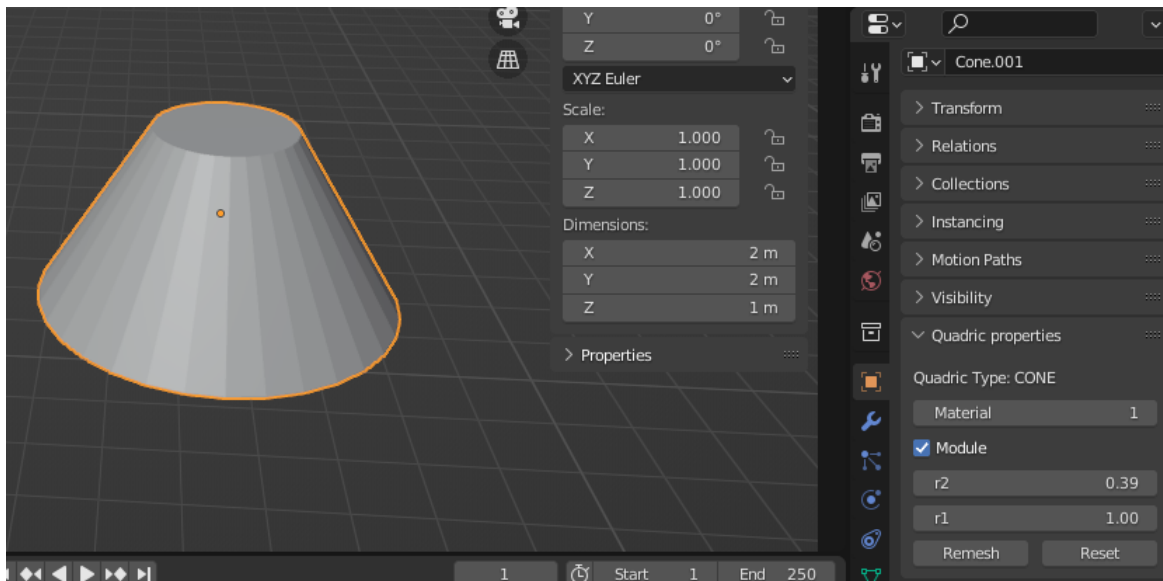 Y 0°
Z 0°
XYZ Euler
Scale:
X 1.000
Y 1.000
Z 1.000
Dimensions:
X 2 m
Y 2 m
Z 1 m
Properties
1
Start 1
End 250
Cone.001
Transform
Relations
Collections
Instancing
Motion Paths
Visibility
Quadric properties
Quadric Type: CONE
Material 1
Module
r2 0.39
r1 1.00
Remesh Reset